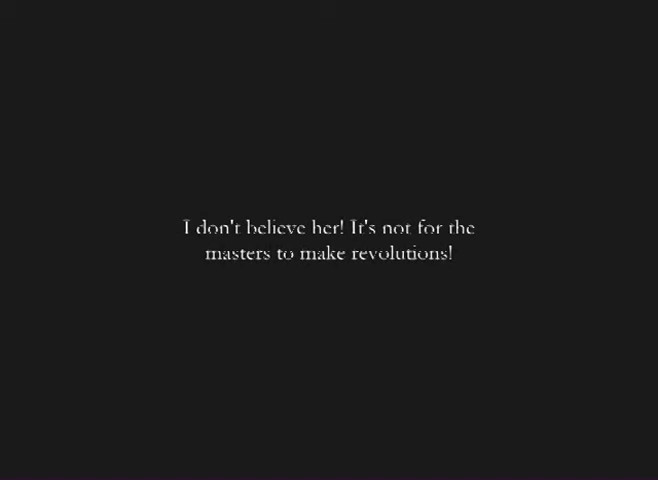 I don't believe her! It's not for the
masters to make revolutions!